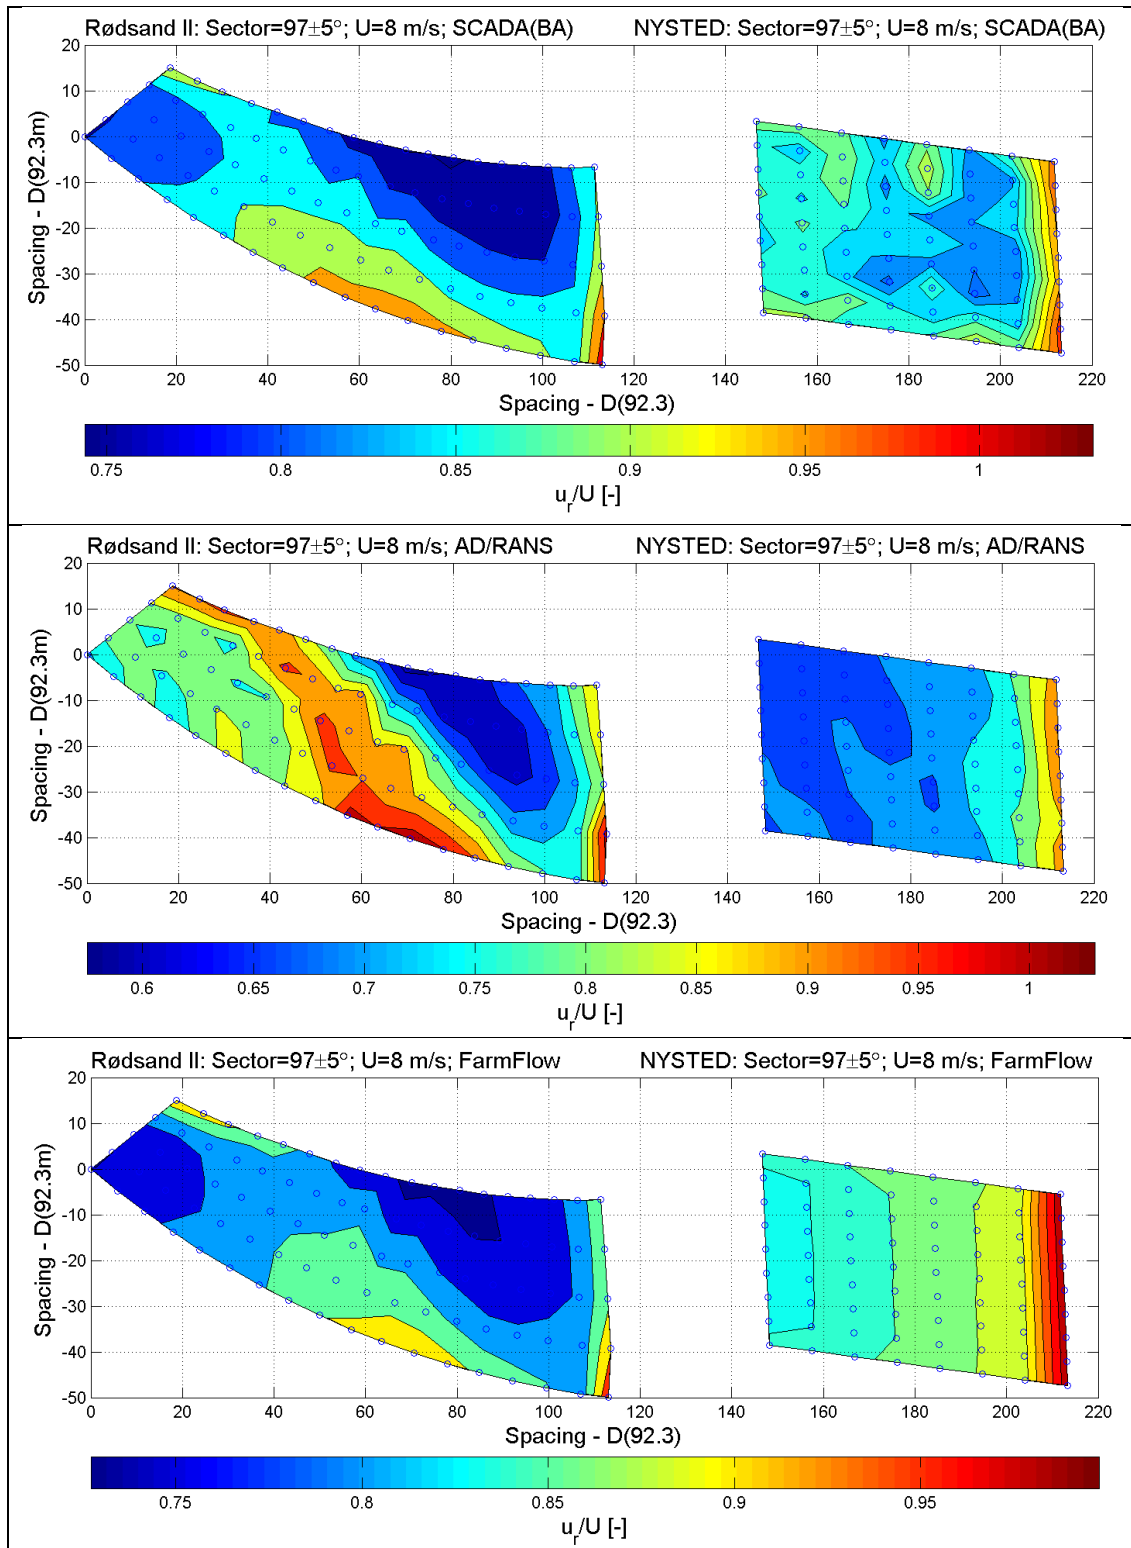 Rødsand II: Sector=97±5°; U=8 m/s; SCADA(BA) NYSTED: Sector=97±5°; U=8 m/s; SCADA(BA)
20
10
0
-10
-20
-30
-40
-50
Spacing - D(92.3m)
0 20 40 60 80 100 120 140 160 180 200 220
Spacing - D(92.3)
0.75 0.8 0.85 0.9 0.95 1
u_r/U [-]
Rødsand II: Sector=97±5°; U=8 m/s; AD/RANS NYSTED: Sector=97±5°; U=8 m/s; AD/RANS
20
10
0
-10
-20
-30
-40
-50
Spacing - D(92.3m)
0 20 40 60 80 100 120 140 160 180 200 220
Spacing - D(92.3)
0.6 0.65 0.7 0.75 0.8 0.85 0.9 0.95 1
u_r/U [-]
Rødsand II: Sector=97±5°; U=8 m/s; FarmFlow NYSTED: Sector=97±5°; U=8 m/s; FarmFlow
20
10
0
-10
-20
-30
-40
-50
Spacing - D(92.3m)
0 20 40 60 80 100 120 140 160 180 200 220
Spacing - D(92.3)
0.75 0.8 0.85 0.9 0.95
u_r/U [-]